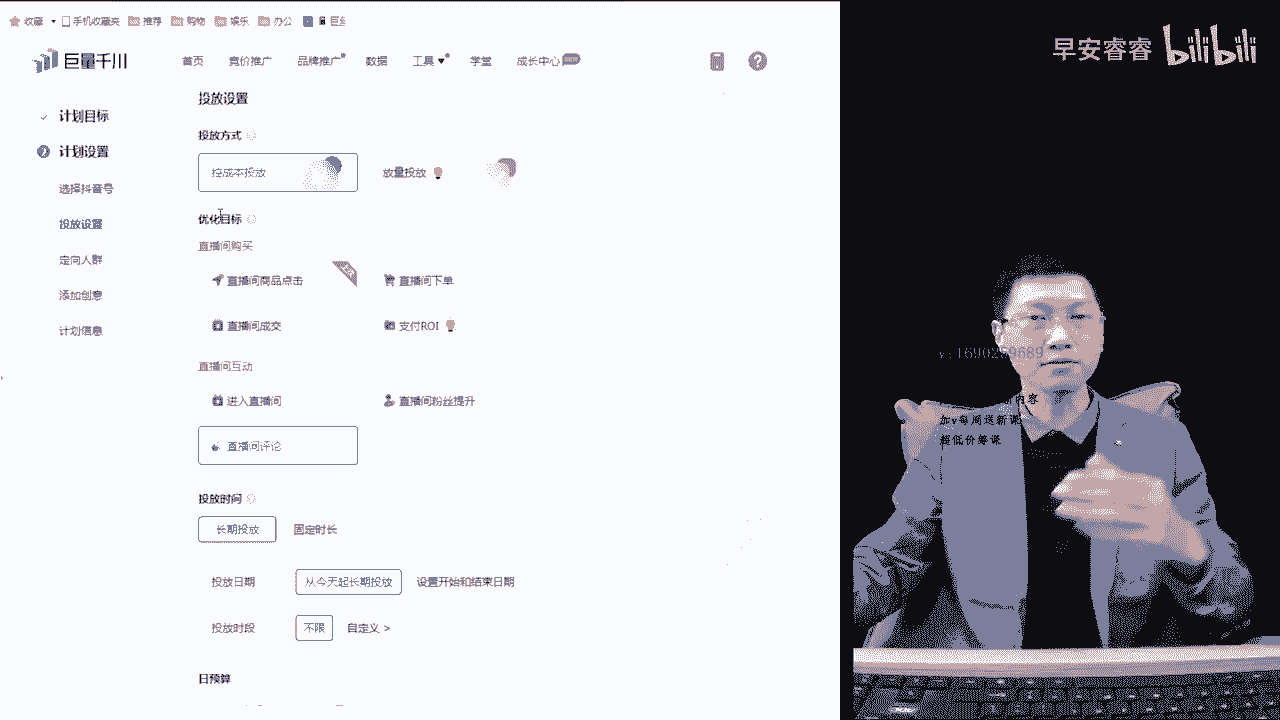 收藏 手机收藏夹 推荐 购物 娱乐 办公
巨量千川 首页 竞价推广 品牌推广 数据 工具 学堂 成长中心
早安睿睿 bilibili
计划目标
计划设置
选择抖音号
投放设置
定向人群
添加创意
计划信息
投放设置
投放方式
控成本投放 放量投放
优化目标
直播间购买
直播间商品点击 直播间下单
直播间成交 支付ROI
直播间互动
进入直播间 直播间粉丝提升
直播间评论
投放时间
长期投放 固定时长
投放日期 从今天起长期投放 设置开始和结束日期
投放时段 不限 自定义 >
日预算
内容
加v每周送新课
超低价筹课